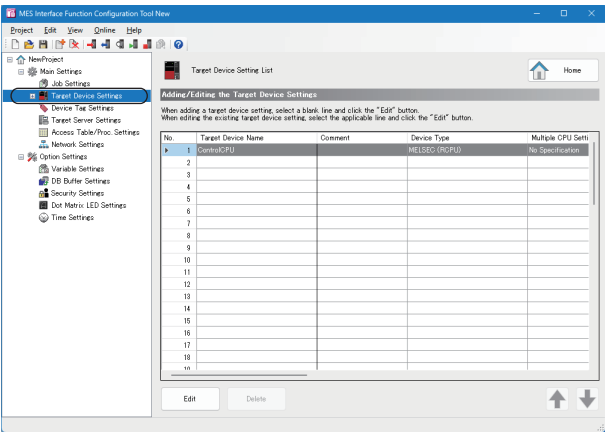 MES Interface Function Configuration Tool New
Project Edit View Online Help
NewProject
Main Settings
Job Settings
Target Device Settings
Device Tag Settings
Target Server Settings
Access Table/Proc. Settings
Network Settings
Option Settings
Variable Settings
DB Buffer Settings
Security Settings
Dot Matrix LED Settings
Time Settings
Target Device Setting List
Home
Adding/Editing the Target Device Settings
When adding a target device setting, select a blank line and click the "Edit" button.
When editing the existing target device setting, select the applicable line and click the "Edit" button.
No. Target Device Name Comment Device Type Multiple CPU Setti
1 ControlCPU MELSEC (RCPU) No Specification
2
3
4
5
6
7
8
9
10
11
12
13
14
15
16
17
18
19
Edit Delete